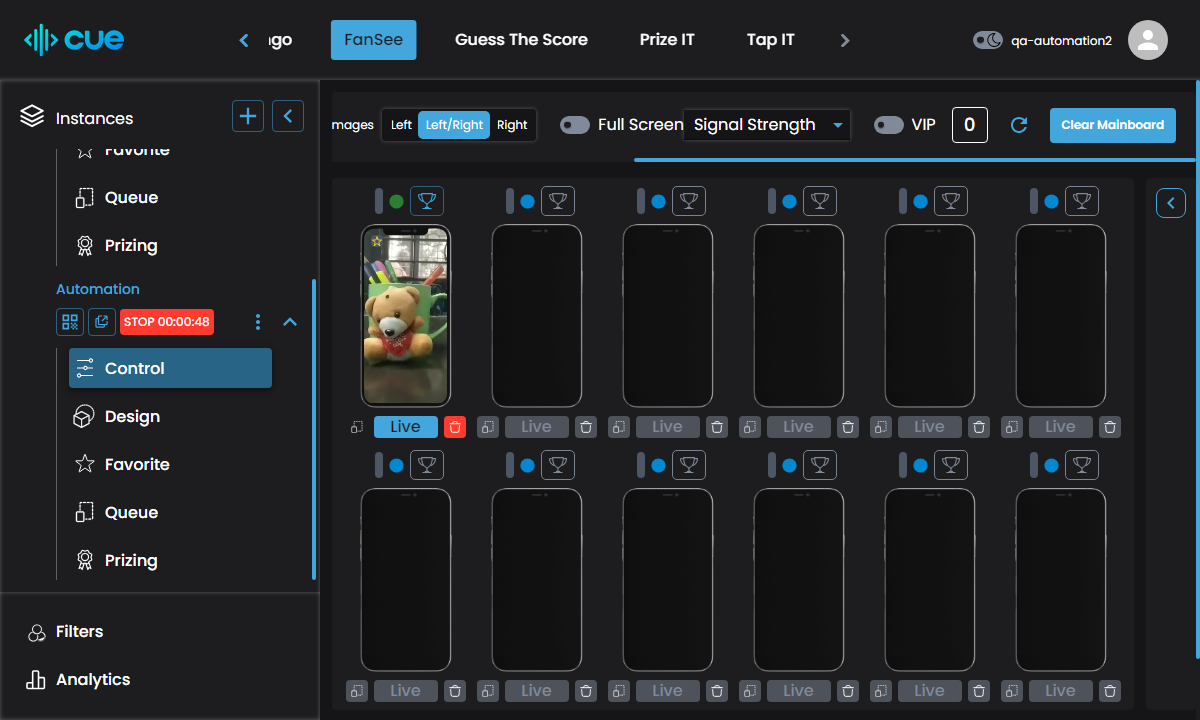 cue
ngo
FanSee
Guess The Score
Prize IT
Tap IT
qa-automation2
Instances
Favorite
Queue
Prizing
Automation
STOP 00:00:48
Control
Design
Favorite
Queue
Prizing
Filters
Analytics
mages
Left
Left/Right
Right
Full Screen
Signal Strength
VIP
0
Clear Mainboard
Live
Live
Live
Live
Live
Live
Live
Live
Live
Live
Live
Live